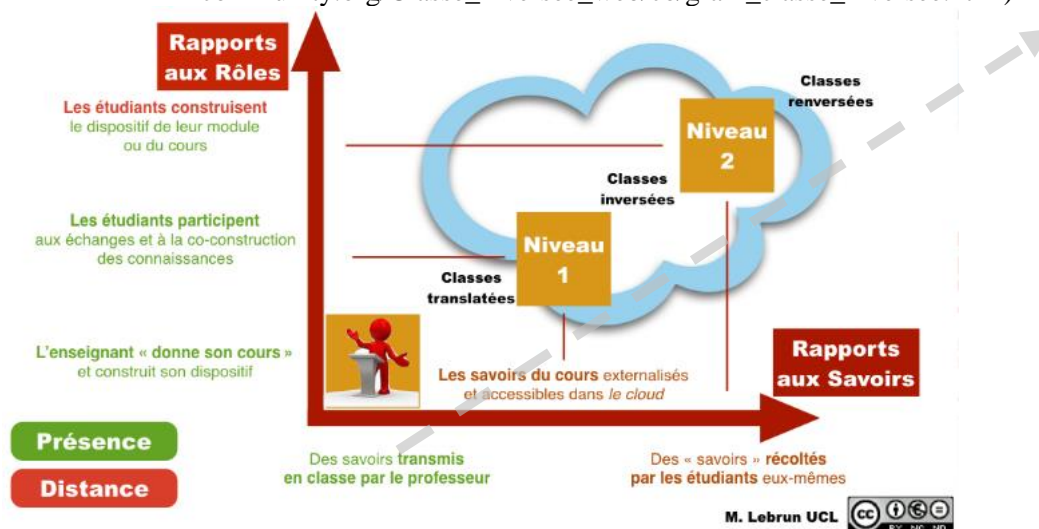 Rapports
aux Rôles
Les étudiants construisent
le dispositif de leur module
ou du cours
Classes
renversées
Niveau
2
Classes
inversées
Les étudiants participent
aux échanges et à la co-construction
des connaissances
Niveau
1
Classes
translatées
L'enseignant « donne son cours »
et construit son dispositif
Les savoirs du cours externalisés
et accessibles dans le cloud
Rapports
aux Savoirs
Présence
Distance
Des savoirs transmis
en classe par le professeur
Des « savoirs » récoltés
par les étudiants eux-mêmes
M. Lebrun UCL
CC
BY NC ND